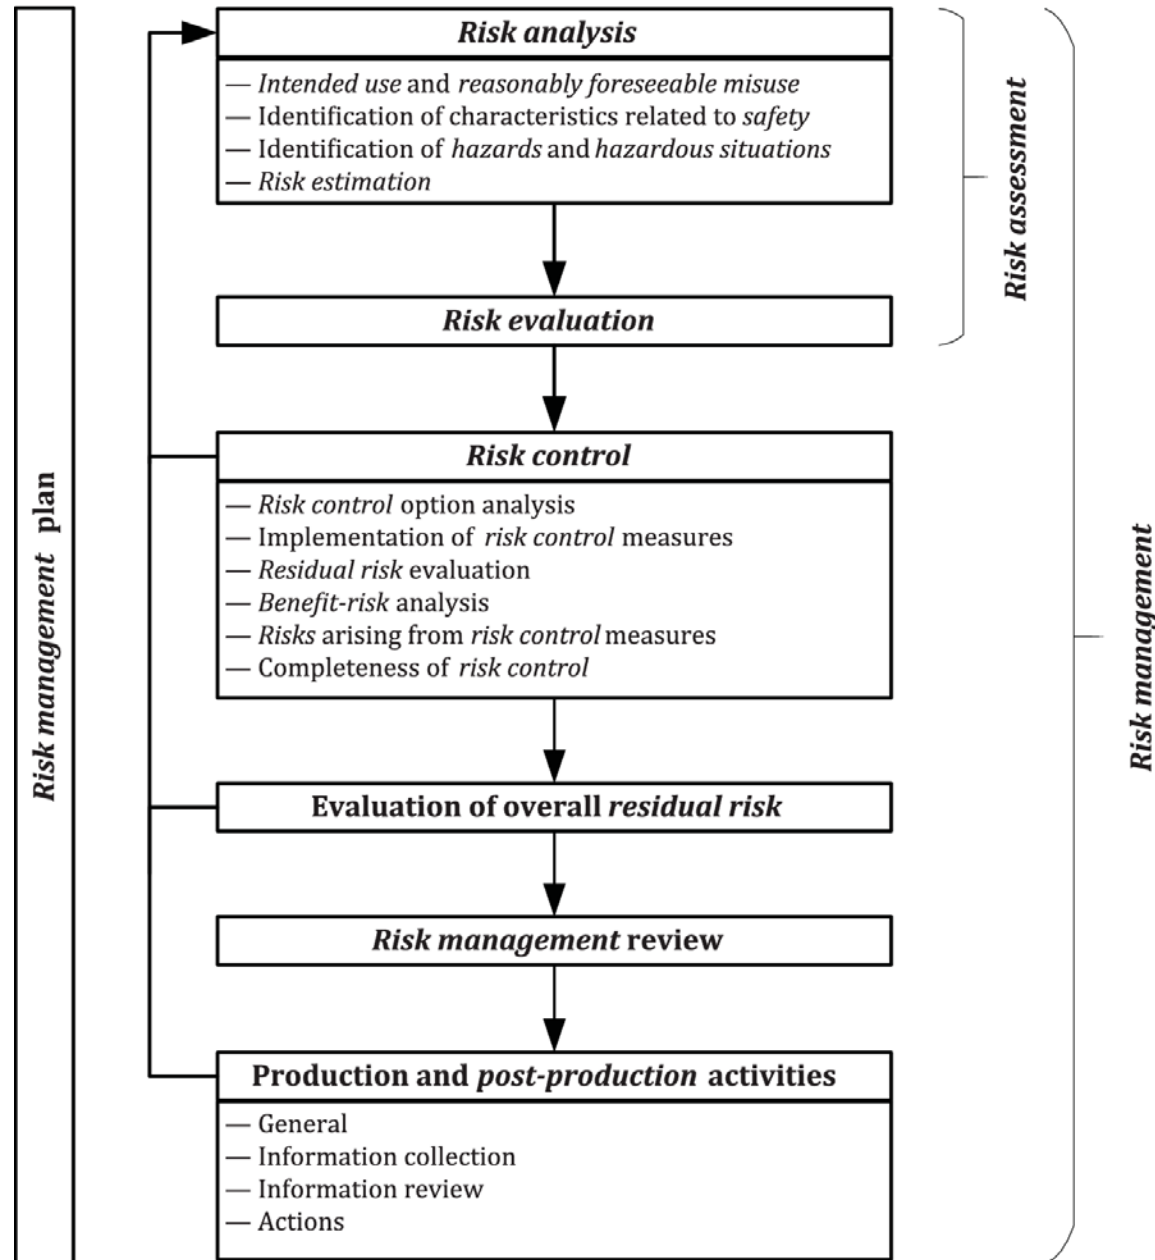 Risk management plan
Risk analysis
— Intended use and reasonably foreseeable misuse
— Identification of characteristics related to safety
— Identification of hazards and hazardous situations
— Risk estimation
Risk evaluation
Risk assessment
Risk control
— Risk control option analysis
— Implementation of risk control measures
— Residual risk evaluation
— Benefit-risk analysis
— Risks arising from risk control measures
— Completeness of risk control
Evaluation of overall residual risk
Risk management review
Production and post-production activities
— General
— Information collection
— Information review
— Actions
Risk management